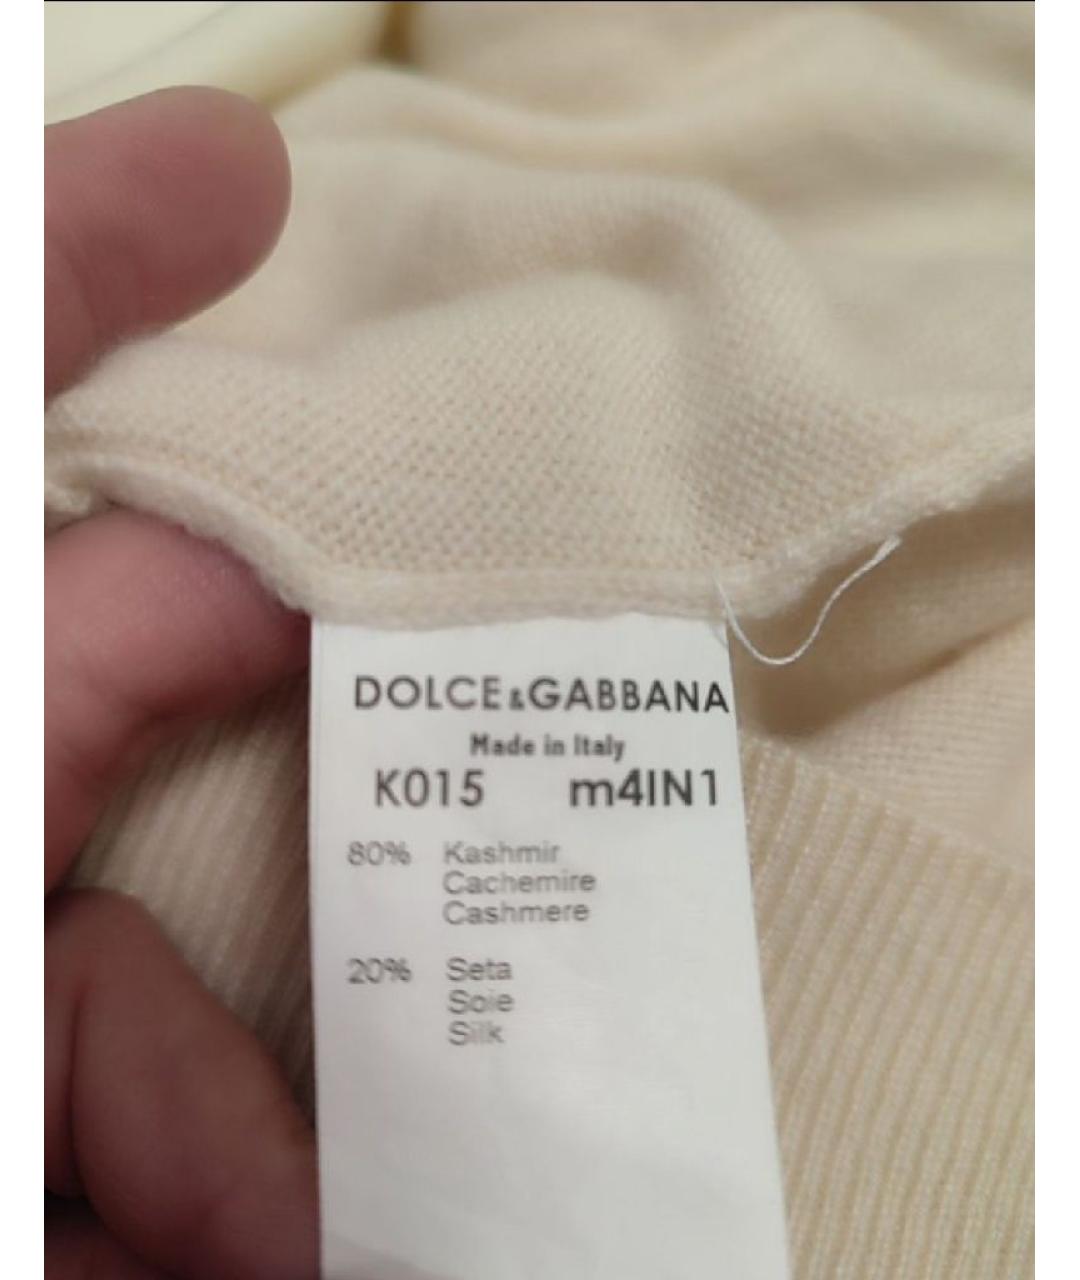 DOLCE&GABBANA
Made in Italy
K015 m4IN1
80% Kashmir
Cachemire
Cashmere
20% Seta
Soie
Silk